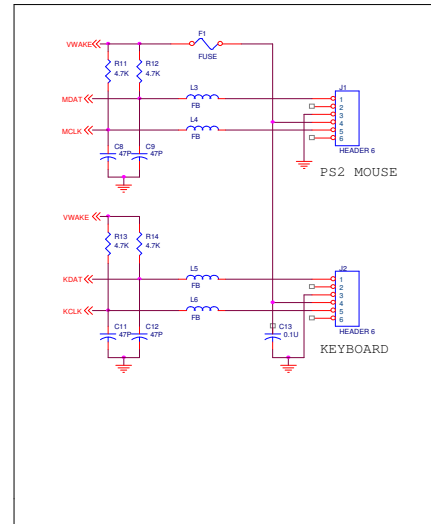 F1
VWAKE
FUSE
R11
4.7K
R12
4.7K
L3
J1
MDAT
FB
1
2
3
4
5
6
L4
MCLK
FB
C8
47P
C9
47P
HEADER 6
PS2 MOUSE
VWAKE
R13
4.7K
R14
4.7K
L5
J2
KDAT
FB
1
2
3
4
5
6
L6
KCLK
FB
C11
47P
C12
47P
C13
0.1U
HEADER 6
KEYBOARD